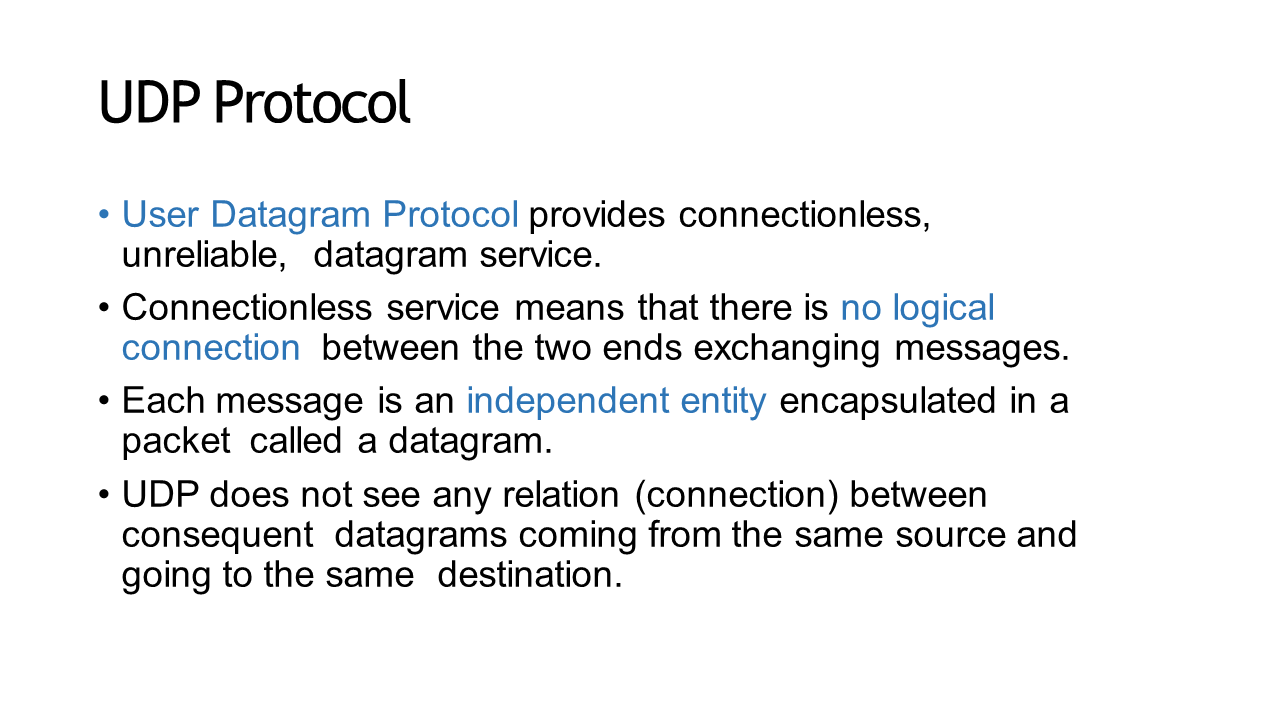 UDP Protocol
• User Datagram Protocol provides connectionless,
unreliable, datagram service.
• Connectionless service means that there is no logical
connection between the two ends exchanging messages.
• Each message is an independent entity encapsulated in a
packet called a datagram.
• UDP does not see any relation (connection) between
consequent datagrams coming from the same source and
going to the same destination.